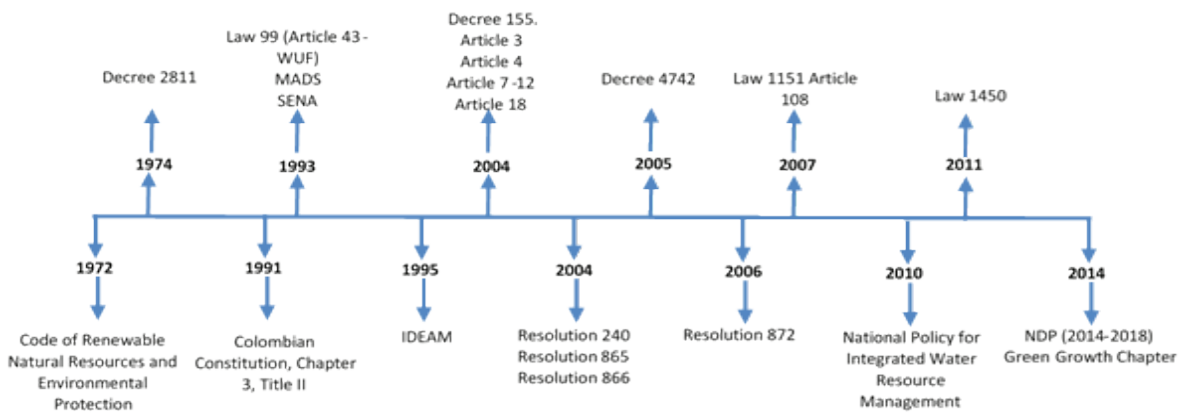 Decree 2811
1974
Law 99 (Article 43-
WUF)
MADS
SENA
1993
Decree 155.
Article 3
Article 4
Article 7 -12
Article 18
2004
Decree 4742
2005
Law 1151 Article
108
2007
Law 1450
2011
1972
Code of Renewable
Natural Resources and
Environmental
Protection
1991
Colombian
Constitution, Chapter
3, Title II
1995
IDEAM
2004
Resolution 240
Resolution 865
Resolution 866
2006
Resolution 872
2010
National Policy for
Integrated Water
Resource
Management
2014
NDP (2014-2018)
Green Growth Chapter